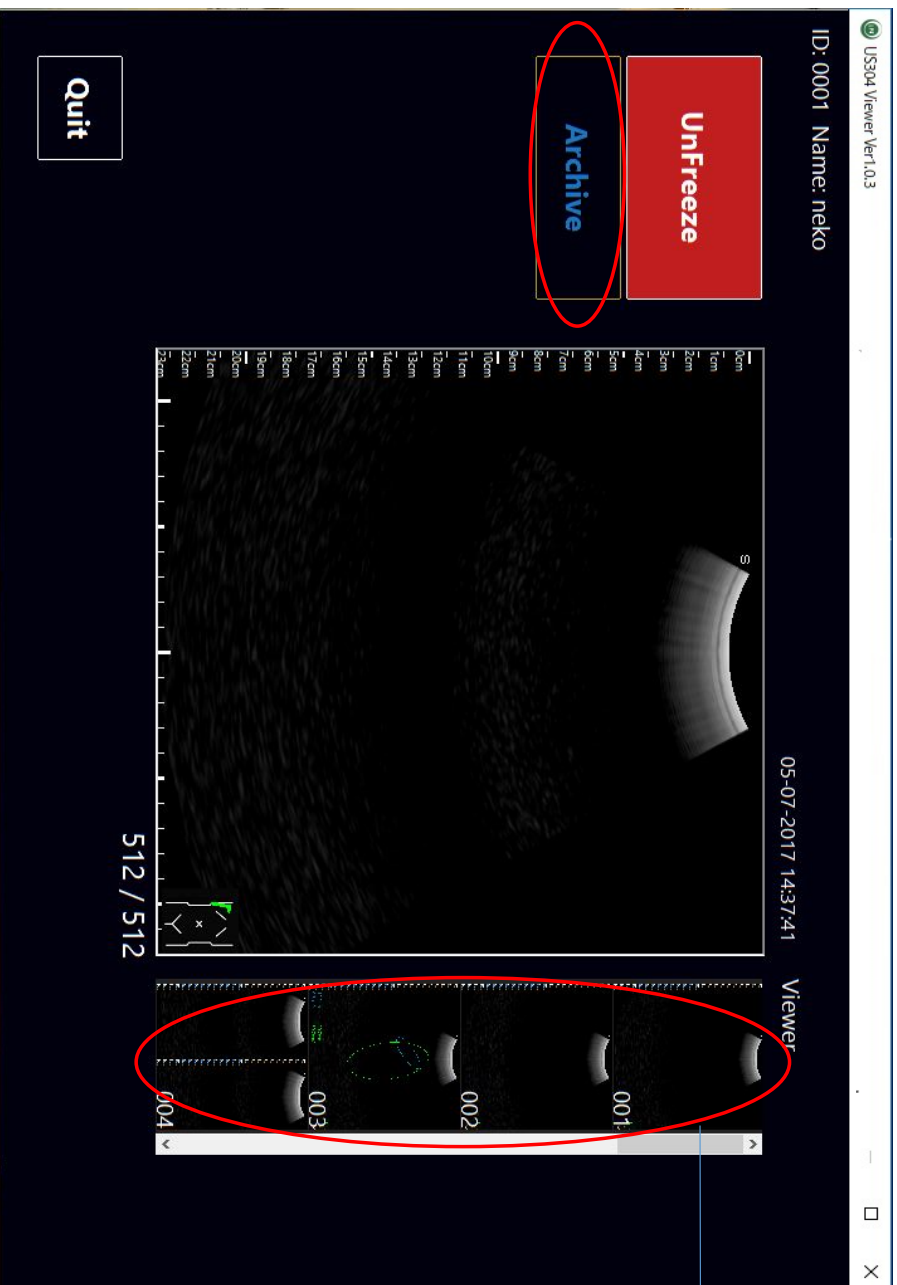 US304 Viewer Ver1.0.3
ID: 0001 Name: neko
05-07-2017 14:37:41
Viewer
UnFreeze
Archive
Quit
S
0cm
1cm
2cm
3cm
4cm
5cm
6cm
7cm
8cm
9cm
10cm
11cm
12cm
13cm
14cm
15cm
16cm
17cm
18cm
19cm
20cm
21cm
22cm
23cm
512 / 512
001
002
003
004